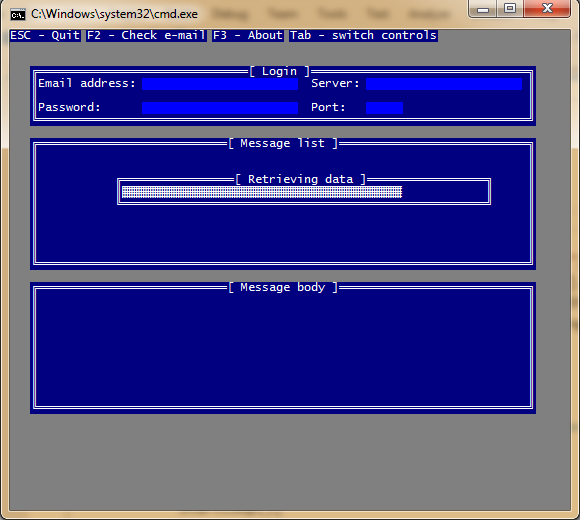 C:\Windows\system32\cmd.exe
ESC - Quit F2 - Check e-mail F3 - About Tab - switch controls
[ Login ]
Email address: Server:
Password: Port:
[ Message list ]
[ Retrieving data ]
[ Message body ]